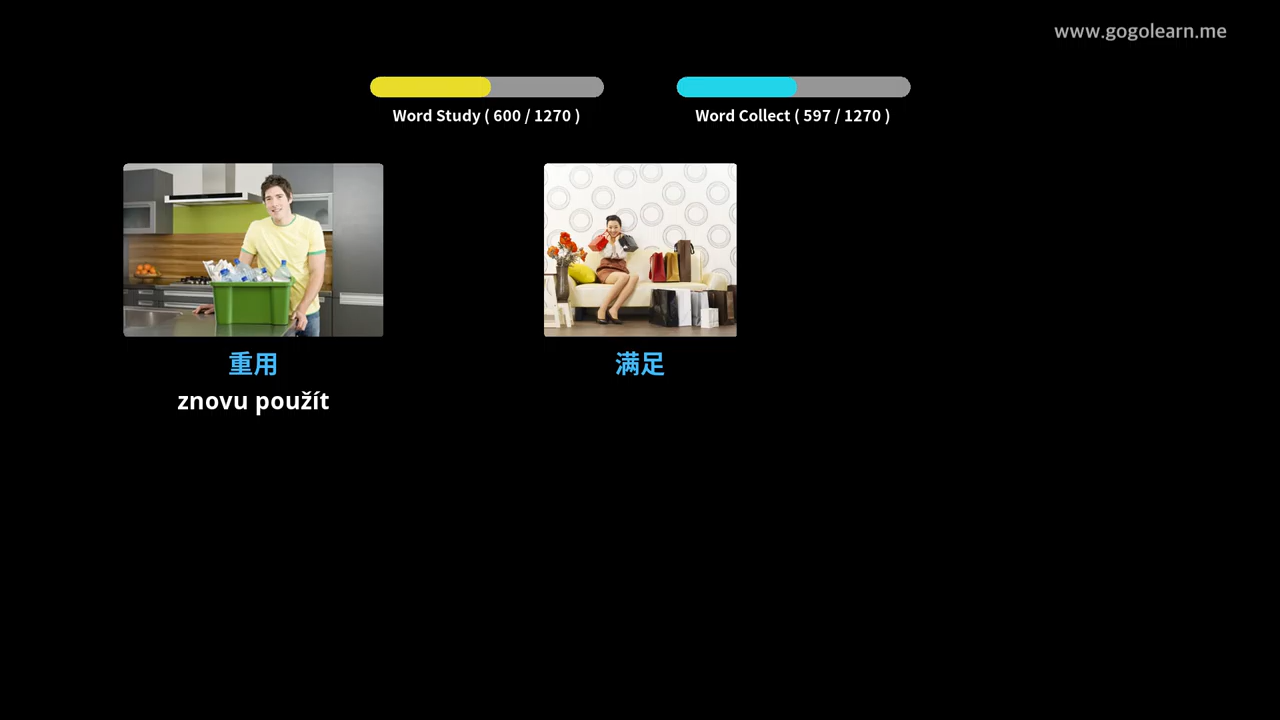 www.gogolearn.me
Word Study ( 600 / 1270 )
Word Collect ( 597 / 1270 )
重用
znovu použít
满足